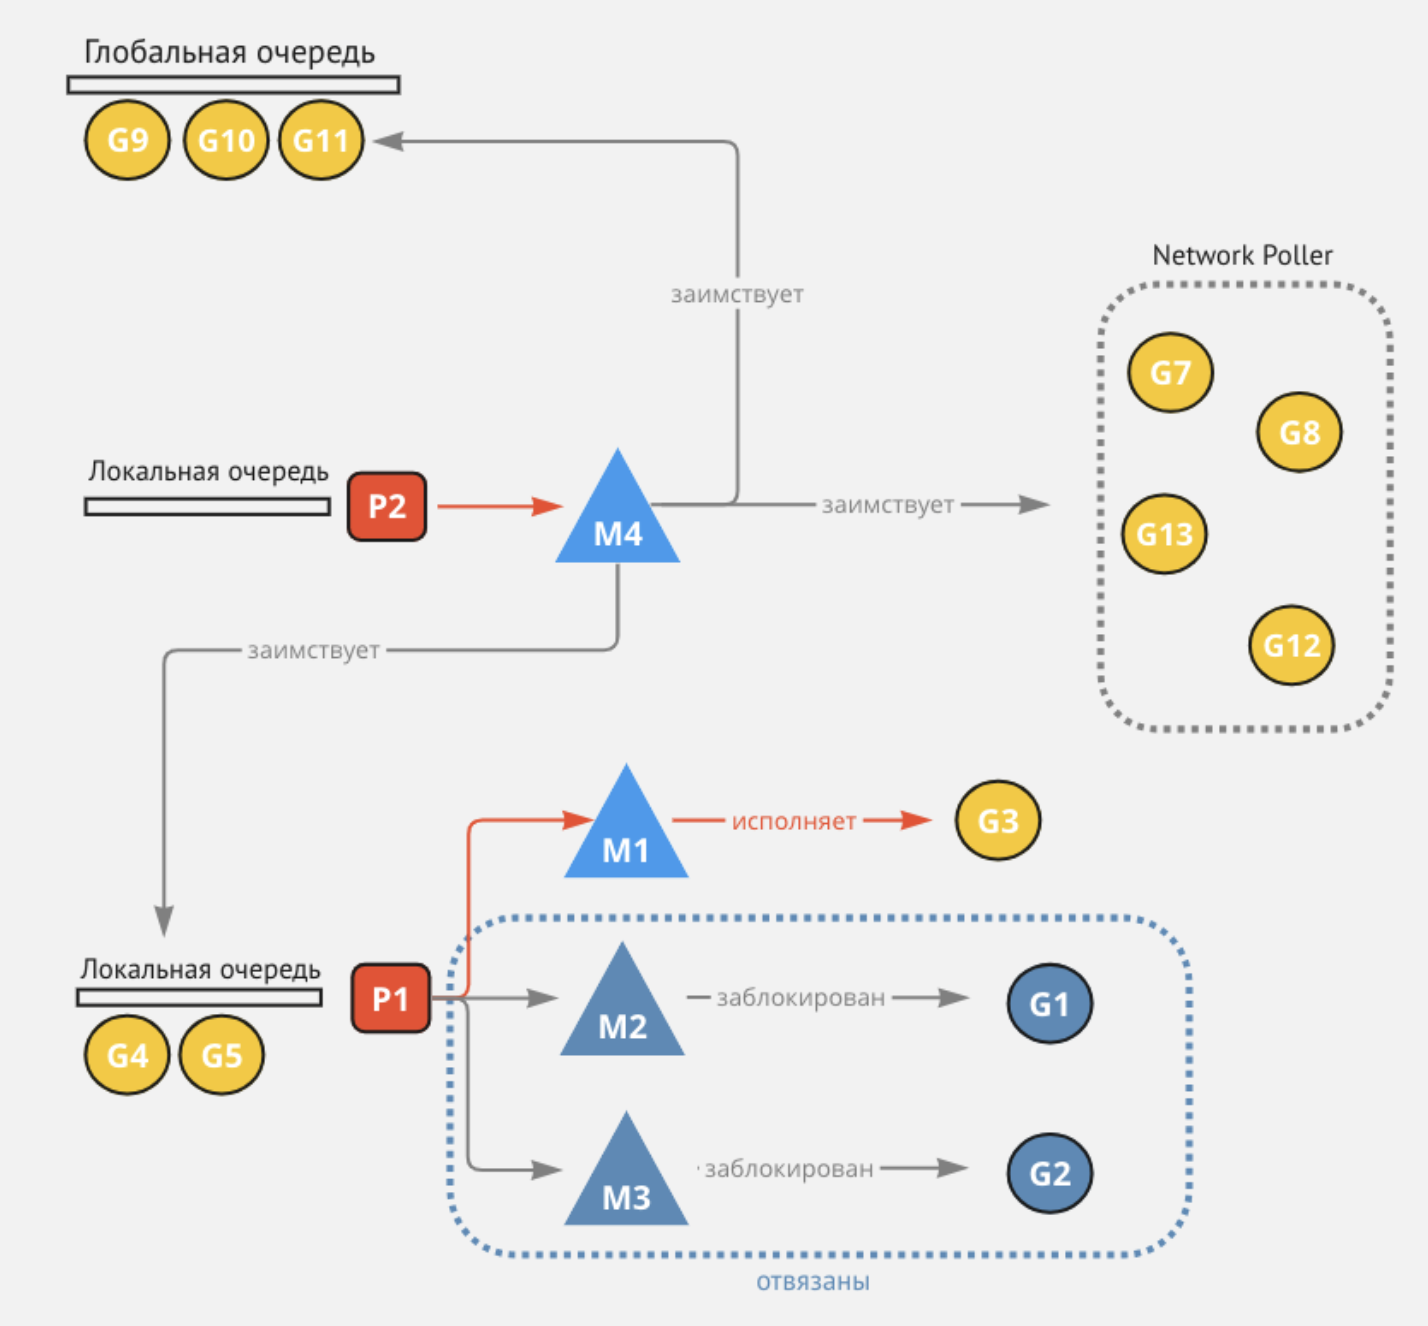 Глобальная очередь
G9 G10 G11
заимствует
Network Poller
G7
G8
G13
G12
Локальная очередь
P2
M4
заимствует
заимствует
M1
исполняет
G3
Локальная очередь
P1
G4 G5
M2
заблокирован
G1
M3
заблокирован
G2
отвязаны